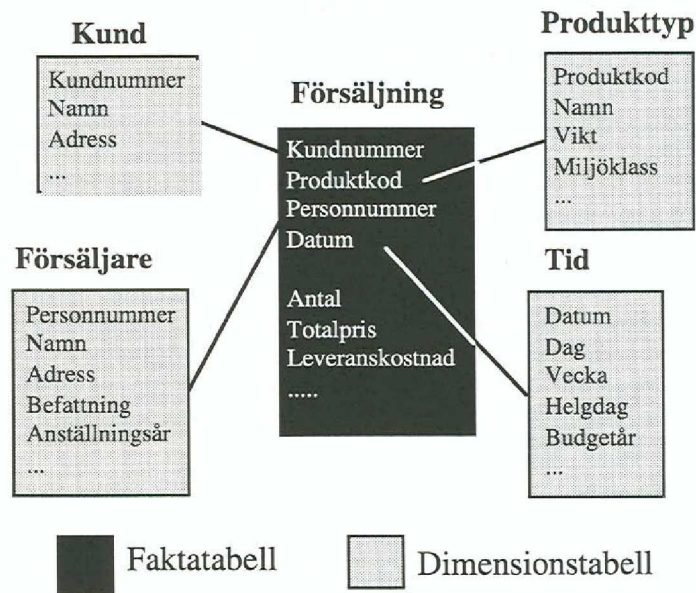 Kund
Kundnummer
Namn
Adress
...
Försäljning
Kundnummer
Produktkod
Personnummer
Datum
Antal
Totalpris
Leveranskostnad
.....
Produkttyp
Produktkod
Namn
Vikt
Miljöklass
...
Försäljare
Personnummer
Namn
Adress
Befattning
Anställningsår
...
Tid
Datum
Dag
Vecka
Helgdag
Budgetår
...
Faktatabell
Dimensionstabell